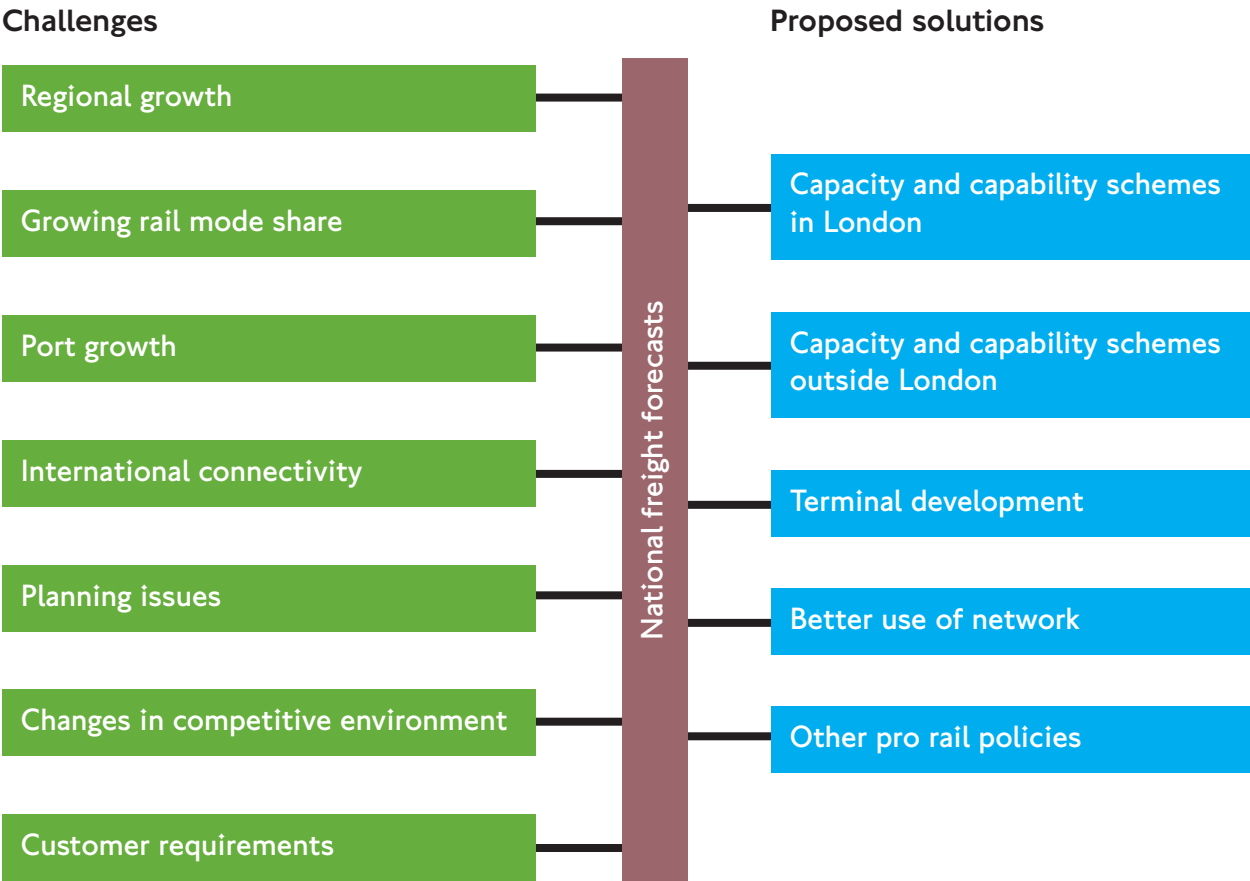 Challenges
Proposed solutions
Regional growth
Growing rail mode share
Port growth
International connectivity
Planning issues
Changes in competitive environment
Customer requirements
National freight forecasts
Capacity and capability schemes
in London
Capacity and capability schemes
outside London
Terminal development
Better use of network
Other pro rail policies